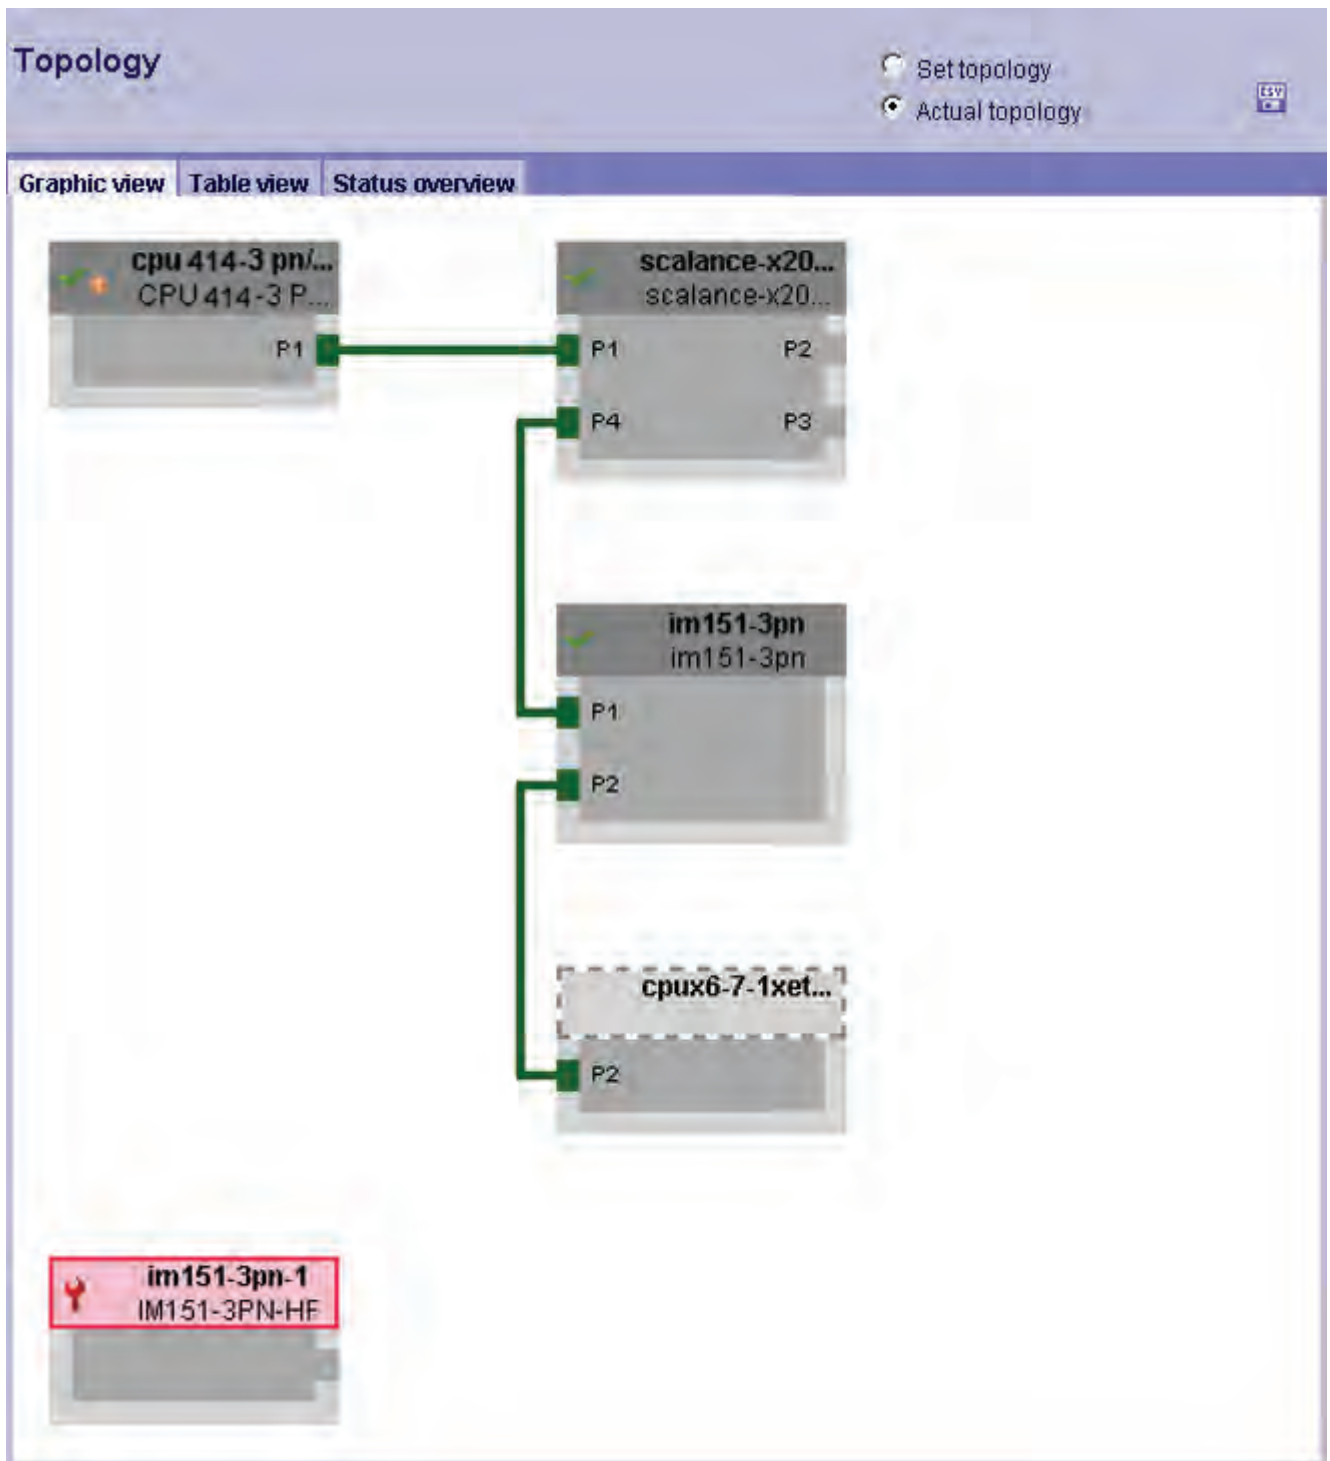 Topology
Set topology
Actual topology
CSV
Graphic view
Table view
Status overview
cpu 414-3 pn/...
CPU 414-3 P...
P1
scalance-x20...
scalance-x20...
P1
P2
P4
P3
im151-3pn
im151-3pn
P1
P2
cpux6-7-1xet...
P2
im151-3pn-1
IM151-3PN-HF